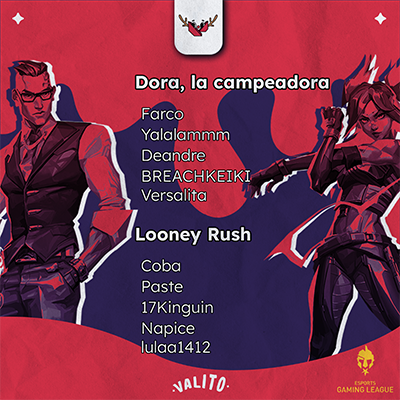 Dora, la campeadora
Farco
Yalalammm
Deandre
BREACHKEIKI
Versalita
Looney Rush
Coba
Paste
17Kinguin
Napice
lulaa1412
·VALITO·
ESPORTS
GAMING LEAGUE